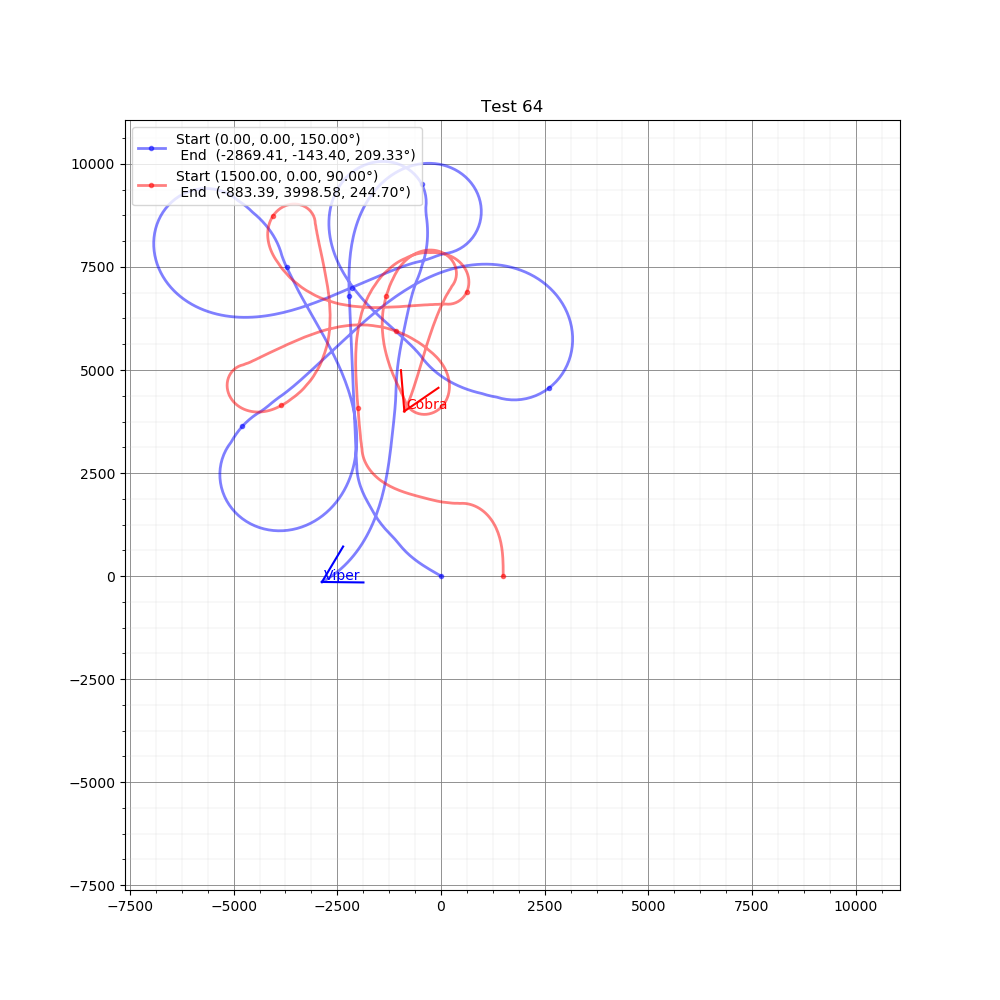 Test 64
Start (0.00, 0.00, 150.00°)
End (-2869.41, -143.40, 209.33°)
Start (1500.00, 0.00, 90.00°)
End (-883.39, 3998.58, 244.70°)
10000
7500
5000
2500
0
−2500
−5000
−7500
Cobra
Viper
−7500
−5000
−2500
0
2500
5000
7500
10000